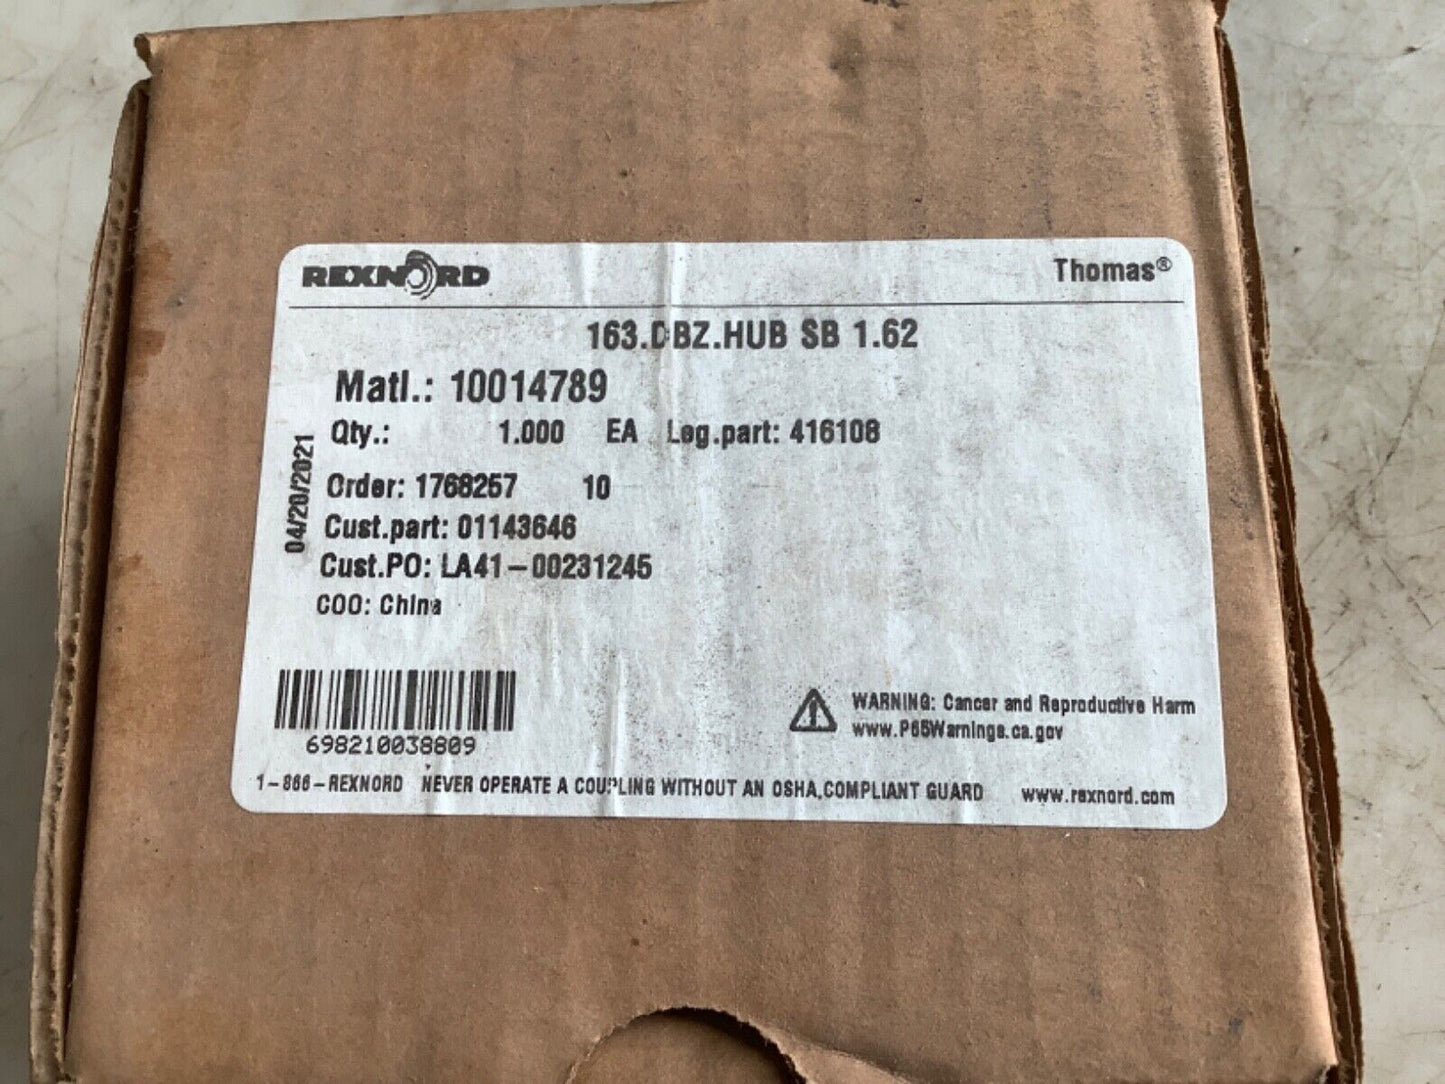 REXNORD Thomas®
163.DBZ.HUB SB 1.62
Matl.: 10014789
Qty.: 1.000 EA Leg.part: 416108
04/20/2021
Order: 1768257 10
Cust.part: 01143646
Cust.PO: LA41-00231245
COO: China
698210038809
WARNING: Cancer and Reproductive Harm
www.P65Warnings.ca.gov
1-866-REXNORD NEVER OPERATE A COUPLING WITHOUT AN OSHA,COMPLIANT GUARD www.rexnord.com